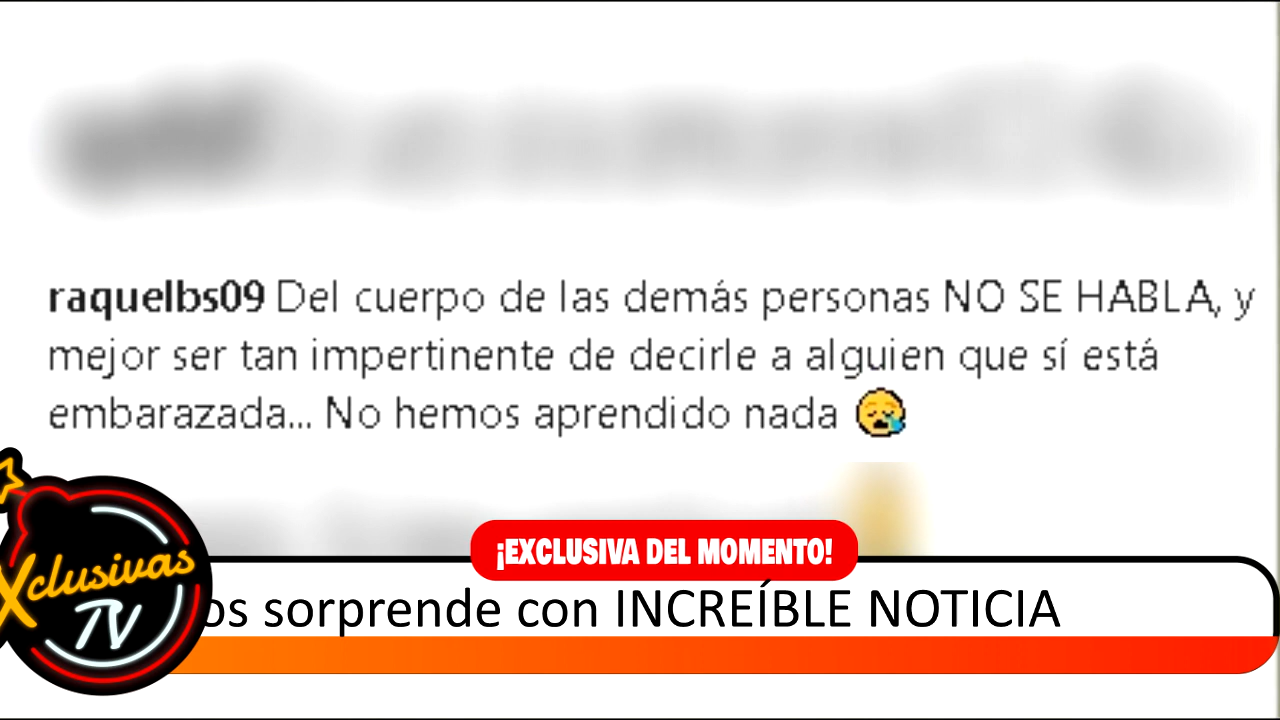 raquelbs09 Del cuerpo de las demás personas NO SE HABLA, y
mejor ser tan impertinente de decirle a alguien que sí está
embarazada... No hemos aprendido nada 😪
¡EXCLUSIVA DEL MOMENTO!
os sorprende con INCREÍBLE NOTICIA
Xclusivas
TV